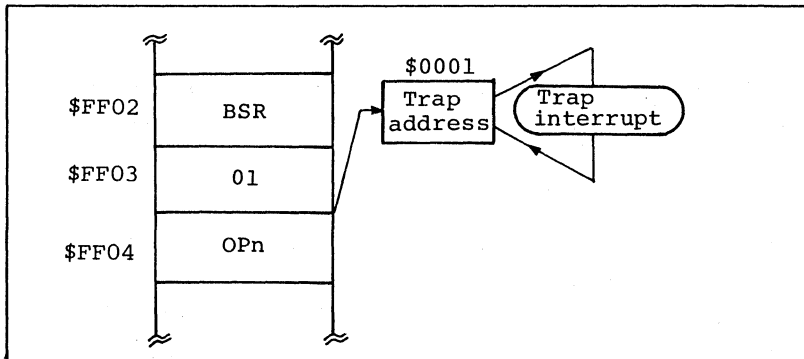 $FF02
BSR
$FF03
01
$FF04
OPn
$0001
Trap
address
Trap
interrupt